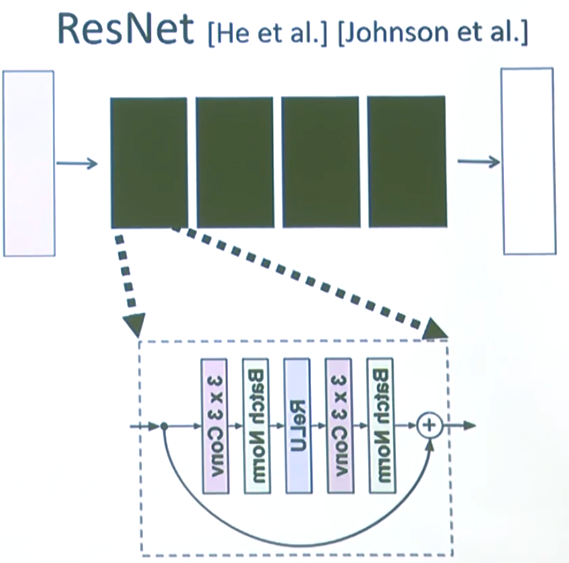 ResNet [He et al.] [Johnson et al.]
3 x 3 Conv
Batch Norm
ReLU
3 x 3 Conv
Batch Norm
+